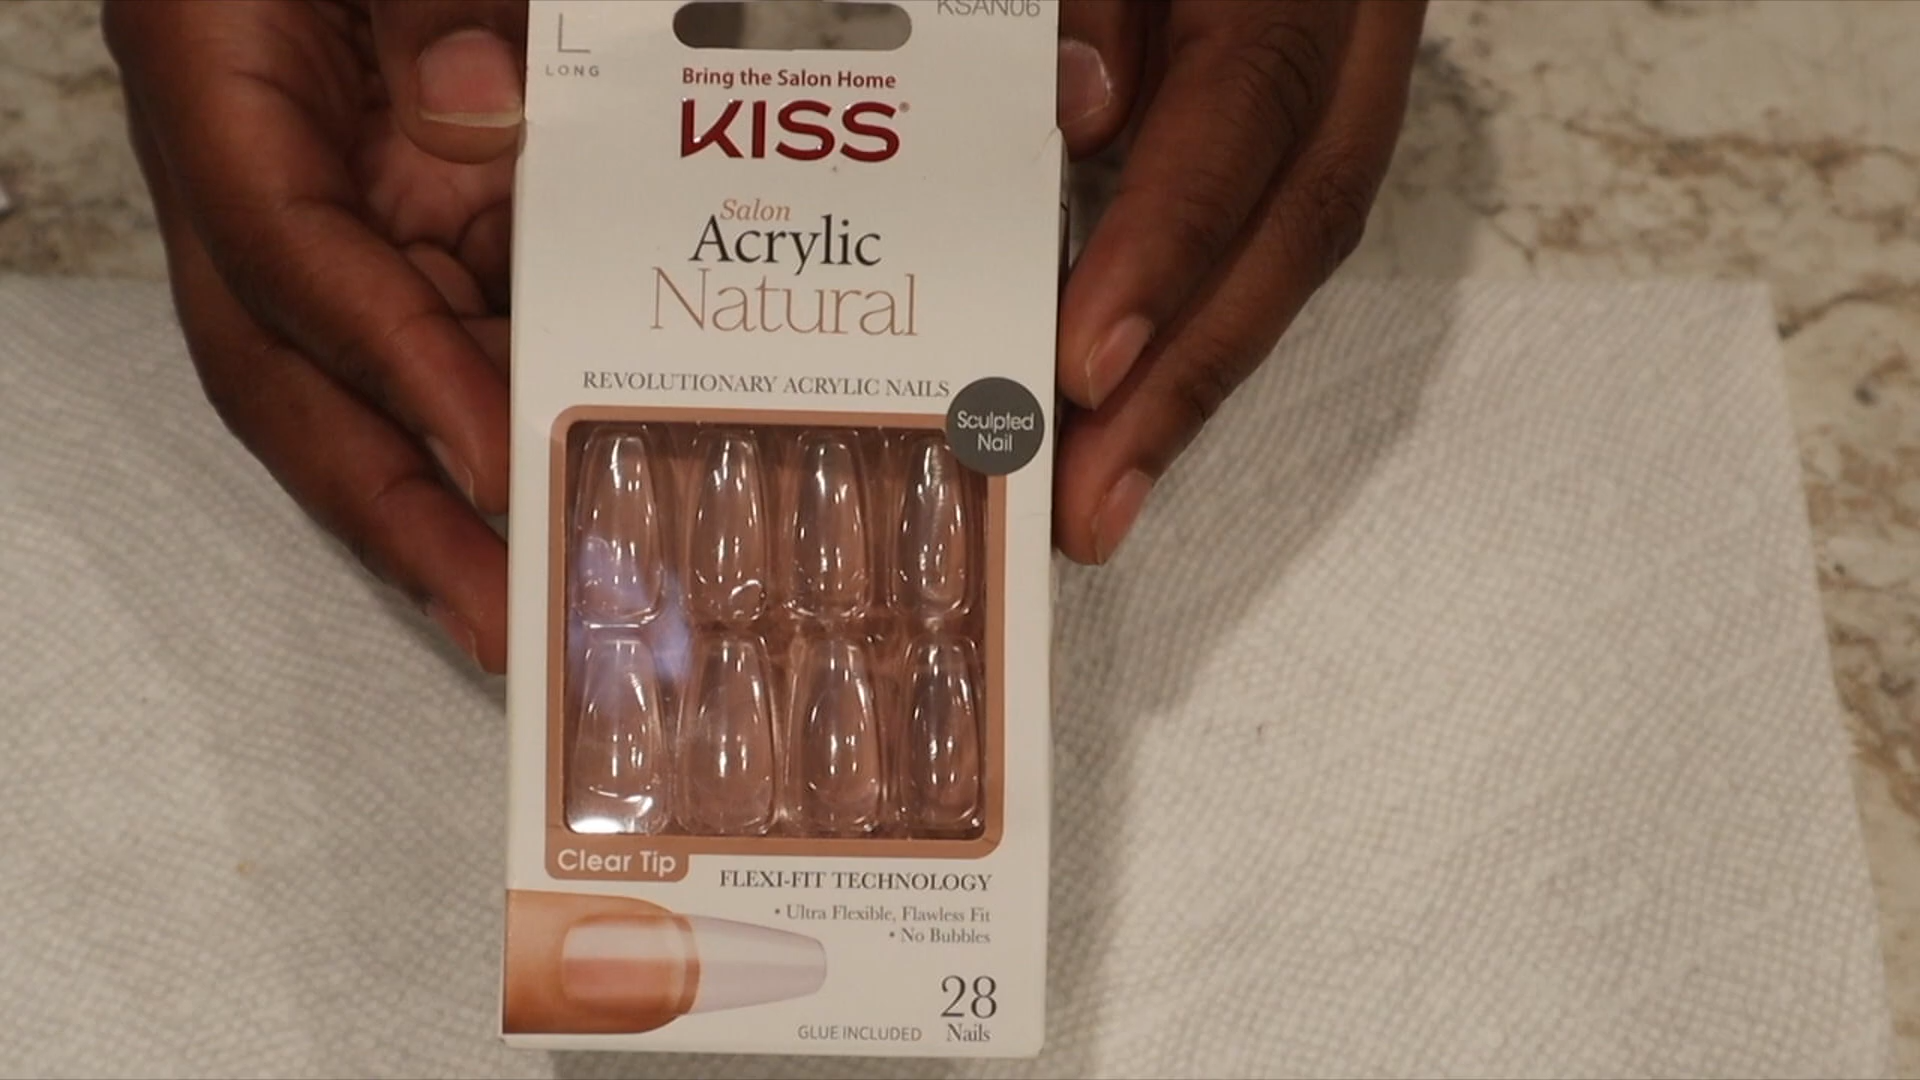 KSAN06
L
LONG
Bring the Salon Home
KISS®
Salon
Acrylic
Natural
REVOLUTIONARY ACRYLIC NAILS
Sculpted
Nail
Clear Tip
FLEXI-FIT TECHNOLOGY
• Ultra Flexible, Flawless Fit
• No Bubbles
28
Nails
GLUE INCLUDED